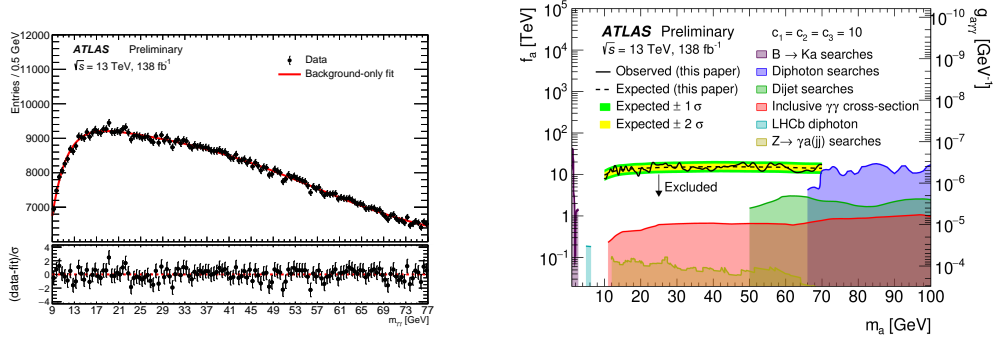 ATLAS Preliminary
√s = 13 TeV, 138 fb⁻¹
Data
Background-only fit
Entries / 0.5 GeV
12000
11000
10000
9000
8000
7000
(data-fit)/σ
4
2
0
−2
−4
9 13 17 21 25 29 33 37 41 45 49 53 57 61 65 69 73 77
m_γγ [GeV]
ATLAS Preliminary
√s = 13 TeV, 138 fb⁻¹
Observed (this paper)
Expected (this paper)
Expected ± 1 σ
Expected ± 2 σ
c₁ = c₂ = c₃ = 10
B → Ka searches
Diphoton searches
Dijet searches
Inclusive γγ cross-section
LHCb diphoton
Z→ γa(jj) searches
Excluded
f_a [TeV]
10⁵
10⁴
10³
10²
10
1
10⁻¹
g_aγγ [GeV⁻¹]
10⁻¹⁰
10⁻⁹
10⁻⁸
10⁻⁷
10⁻⁶
10⁻⁵
10⁻⁴
10 20 30 40 50 60 70 80 90 100
m_a [GeV]